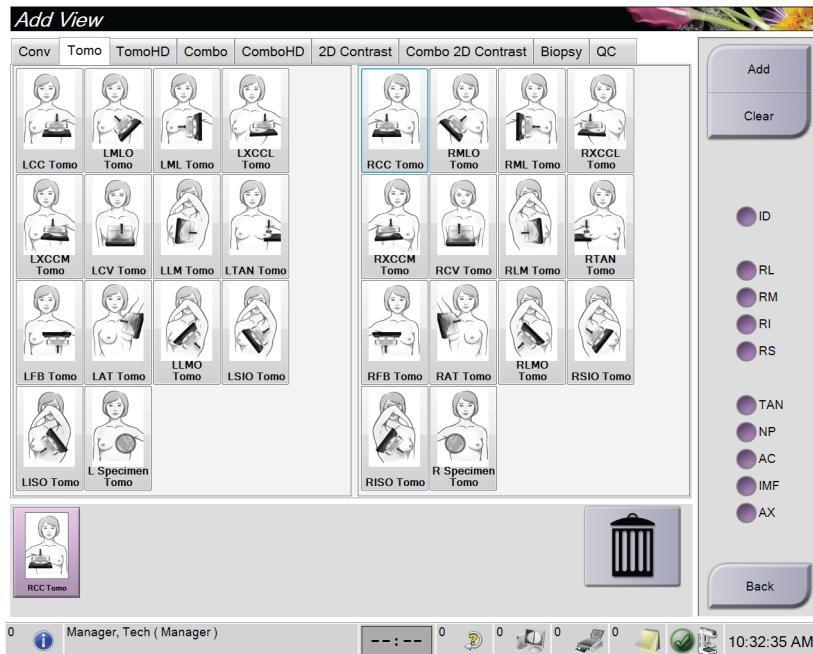 Add View
Conv Tomo TomoHD Combo ComboHD 2D Contrast Combo 2D Contrast Biopsy QC
LCC Tomo
LMLO
Tomo
LML Tomo
LXCCL
Tomo
RCC Tomo
RMLO
Tomo
RML Tomo
RXCCL
Tomo
LXCCM
Tomo
LCV Tomo
LLM Tomo
LTAN Tomo
RXCCM
Tomo
RCV Tomo
RLM Tomo
RTAN
Tomo
LFB Tomo
LAT Tomo
LLMO
Tomo
LSIO Tomo
RFB Tomo
RAT Tomo
RLMO
Tomo
RSIO Tomo
LISO Tomo
L Specimen
Tomo
RISO Tomo
R Specimen
Tomo
RCC Tomo
Add
Clear
ID
RL
RM
RI
RS
TAN
NP
AC
IMF
AX
Back
0 Manager, Tech ( Manager ) --:-- 0 0 0 0 10:32:35 AM